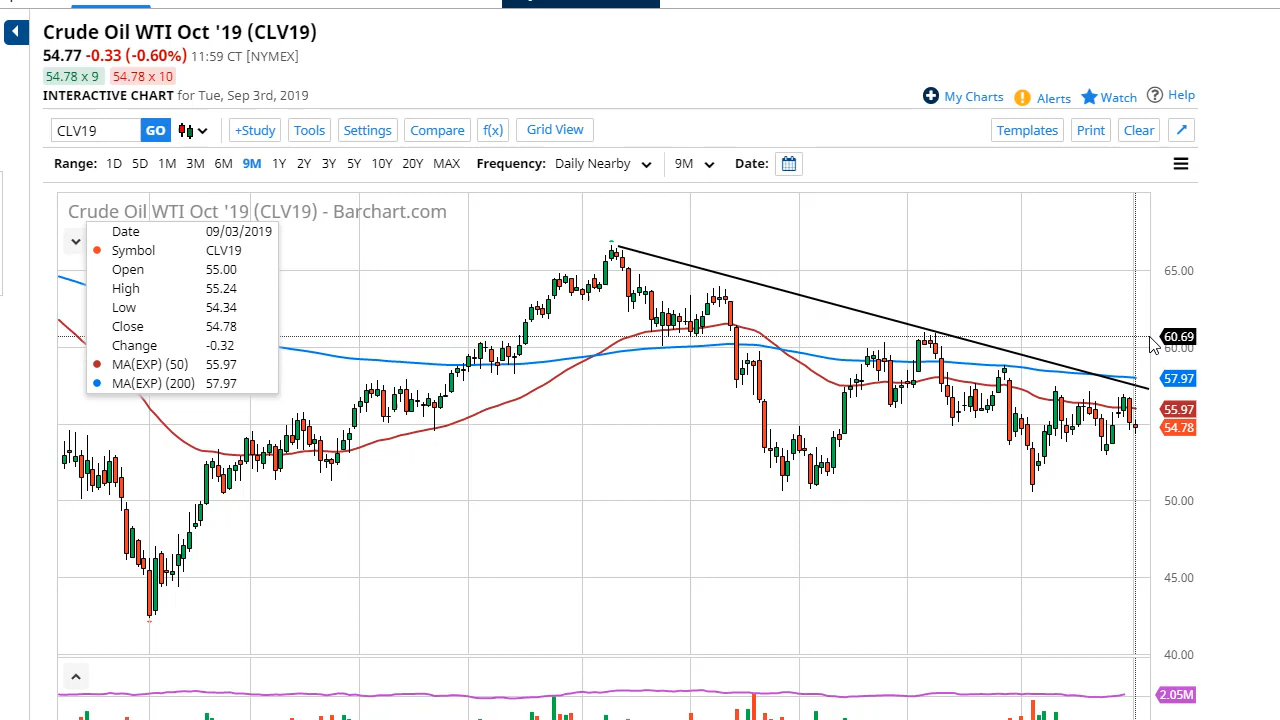 Crude Oil WTI Oct '19 (CLV19)
54.77 -0.33 (-0.60%) 11:59 CT [NYMEX]
54.78 x 9 54.78 x 10
INTERACTIVE CHART for Tue, Sep 3rd, 2019
My Charts Alerts Watch Help
CLV19 GO +Study Tools Settings Compare f(x) Grid View Templates Print Clear
Range: 1D 5D 1M 3M 6M 9M 1Y 2Y 3Y 5Y 10Y 20Y MAX Frequency: Daily Nearby 9M Date:
Crude Oil WTI Oct '19 (CLV19) - Barchart.com
Date 09/03/2019
Symbol CLV19
Open 55.00
High 55.24
Low 54.34
Close 54.78
Change -0.32
MA(EXP) (50) 55.97
MA(EXP) (200) 57.97
65.00
60.69
60.00
57.97
55.97
54.78
50.00
45.00
40.00
2.05M